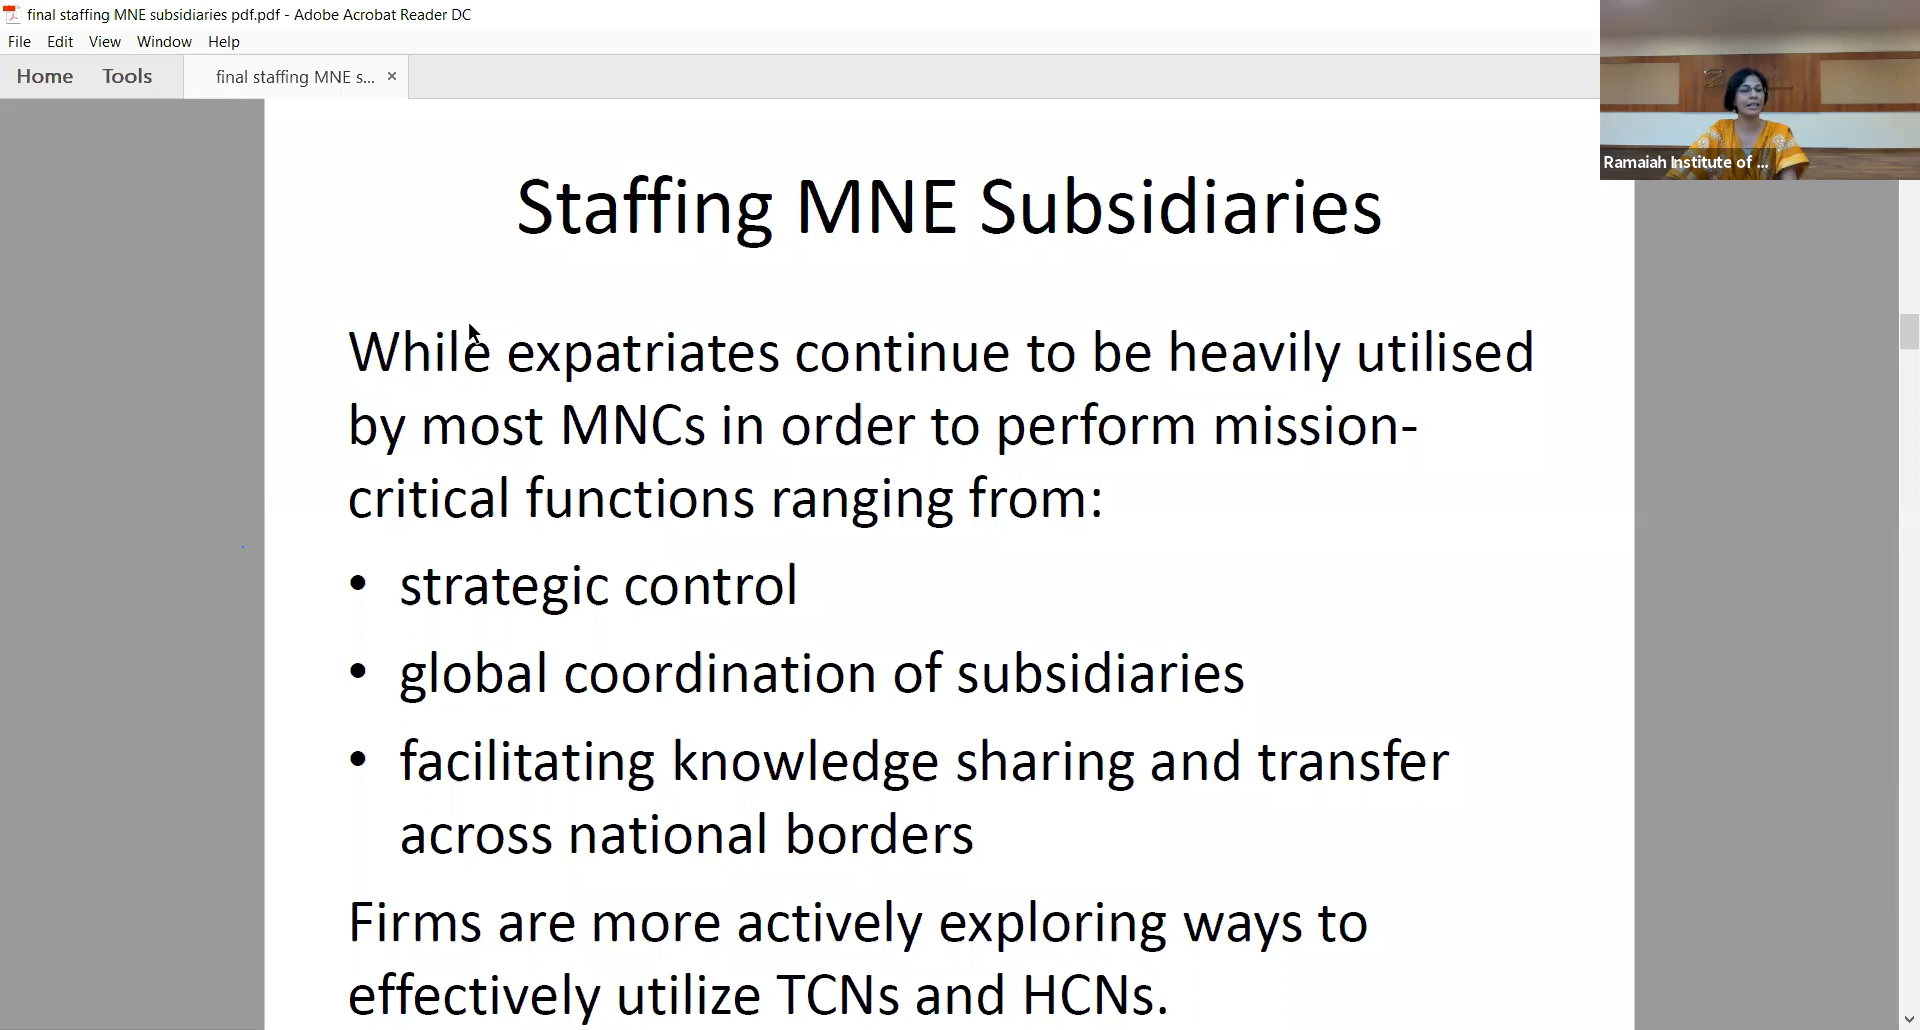 final staffing MNE subsidiaries pdf.pdf - Adobe Acrobat Reader DC
File Edit View Window Help
Home Tools final staffing MNE s... ×
Ramaiah Institute of ...
Staffing MNE Subsidiaries
While expatriates continue to be heavily utilised
by most MNCs in order to perform mission-
critical functions ranging from:
• strategic control
• global coordination of subsidiaries
• facilitating knowledge sharing and transfer
across national borders
Firms are more actively exploring ways to
effectively utilize TCNs and HCNs.